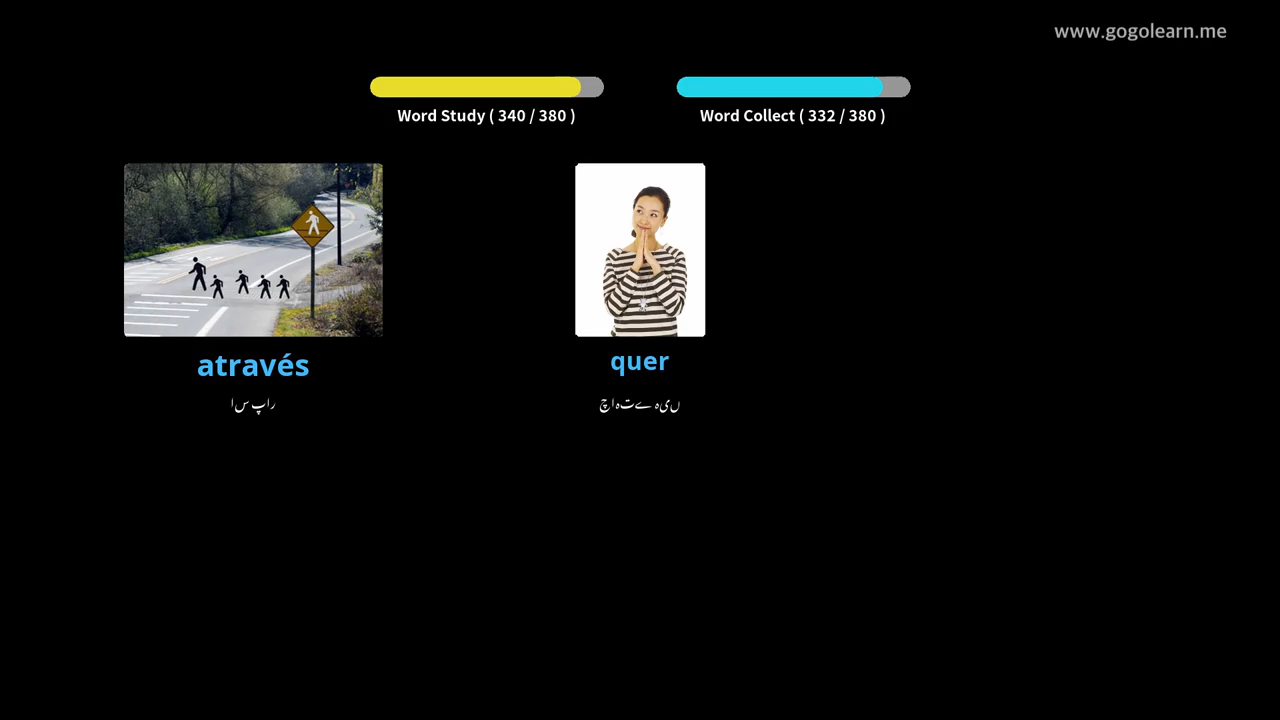 www.gogolearn.me
Word Study ( 340 / 380 )
Word Collect ( 332 / 380 )
através
quer
اس پار
چاہتے ہیں